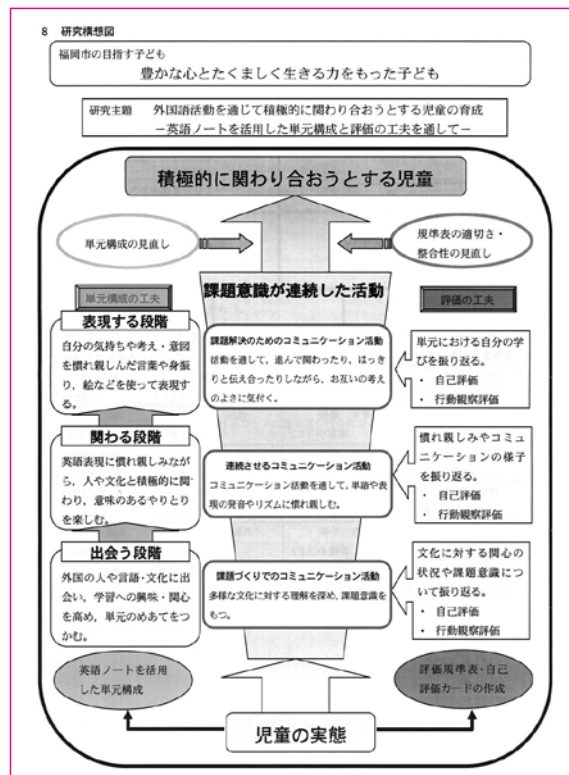 8 研究構想図
福岡市の目指す子ども
豊かな心とたくましく生きる力をもった子ども
研究主題 外国語活動を通じて積極的に関わり合おうとする児童の育成
－英語ノートを活用した単元構成と評価の工夫を通して－
積極的に関わり合おうとする児童
単元構成の見直し
規準表の適切さ・
整合性の見直し
課題意識が連続した活動
単元構成の工夫
評価の工夫
表現する段階
自分の気持ちや考え・意図
を慣れ親しんだ言葉や身振
り，絵などを使って表現す
る。
課題解決のためのコミュニケーション活動
活動を通して，進んで関わったり，はっき
りと伝え合ったりしながら、お互いの考え
のよさに気付く。
単元における自分の学
びを振り返る。
・ 自己評価
・ 行動観察評価
関わる段階
英語表現に慣れ親しみなが
ら，人や文化と積極的に関
わり，意味のあるやりとり
を楽しむ。
連続させるコミュニケーション活動
コミュニケーション活動を通して，単語や表
現の発音やリズムに慣れ親しむ。
慣れ親しみやコミュ
ニケーションの様子
を振り返る。
・ 自己評価
・ 行動観察評価
出会う段階
外国の人や言語・文化に出
会い，学習への興味・関心
を高め，単元のめあてをつ
かむ。
課題づくりでのコミュニケーション活動
多様な文化に対する理解を深め，課題意識を
もつ。
文化に対する関心の
状況や課題意識につ
いて振り返る。
・ 自己評価
・ 行動観察評価
英語ノートを活用
した単元構成
評価規準表・自己
評価カードの作成
児童の実態